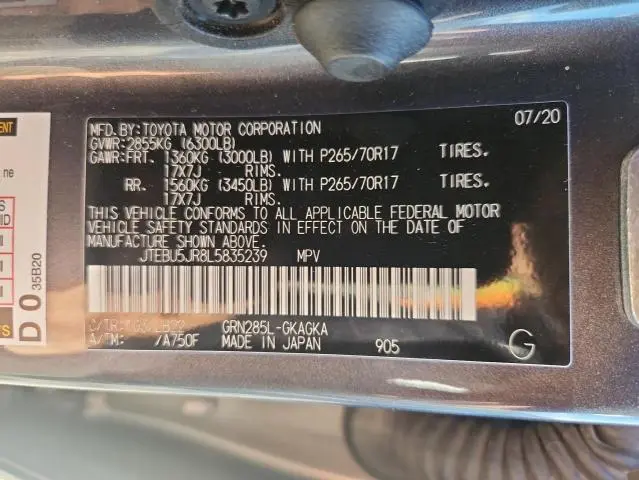 MFD. BY: TOYOTA MOTOR CORPORATION 07/20
GVWR: 2855KG (6300LB)
GAWR: FRT. 1360KG (3000LB) WITH P265/70R17 TIRES.
17X7J RIMS.
RR. 1560KG (3450LB) WITH P265/70R17 TIRES.
17X7J RIMS.
THIS VEHICLE CONFORMS TO ALL APPLICABLE FEDERAL MOTOR
VEHICLE SAFETY STANDARDS IN EFFECT ON THE DATE OF
MANUFACTURE SHOWN ABOVE.
JTEBU5JR8L5835239 MPV
GRN285L-GKAGKA
A/TM: /A750F MADE IN JAPAN 905 G
ne
D 0 35B20